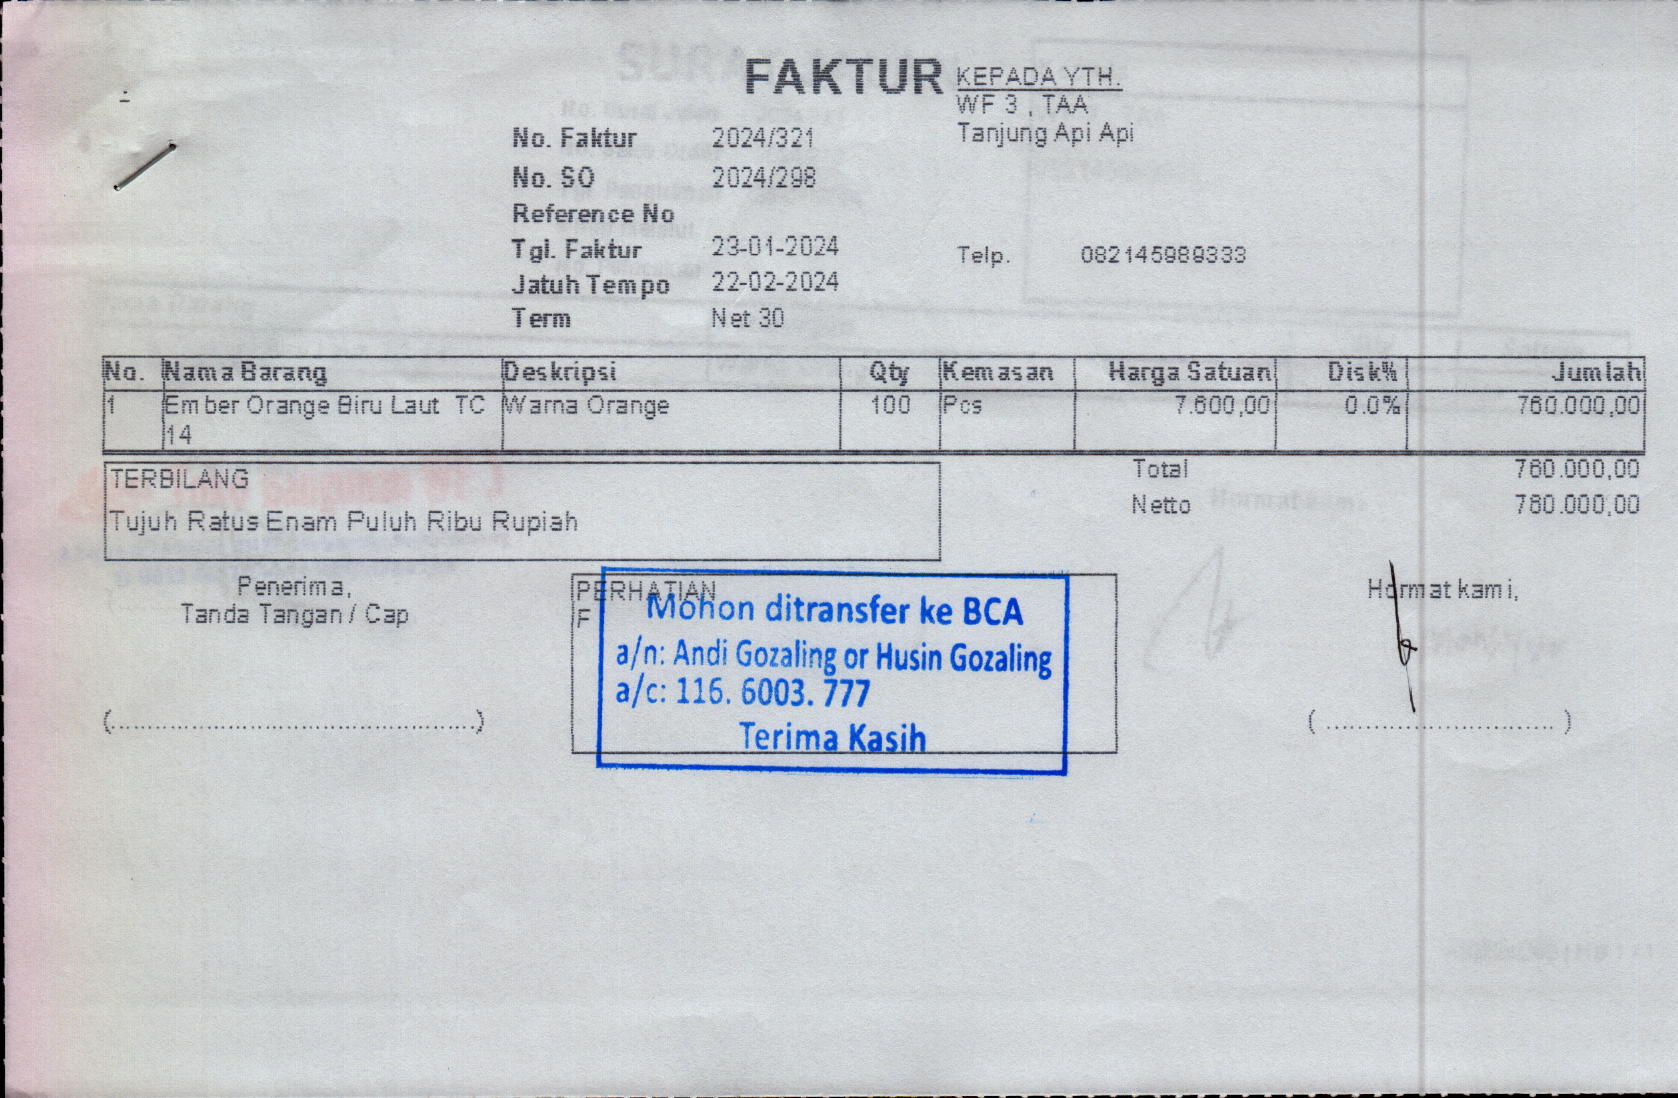 FAKTUR
KEPADA YTH.
WF 3 , TAA
Tanjung Api Api
No. Faktur 2024/321
No. SO 2024/298
Reference No
Tgl. Faktur 23-01-2024
Telp. 082145989333
Jatuh Tempo 22-02-2024
Term Net 30
No. Nama Barang Deskripsi Qty Kemasan Harga Satuan Disk% Jumlah
1 Ember Orange Biru Laut TC Warna Orange 100 Pcs 7.600,00 0.0% 760.000,00
14
TERBILANG
Total 760.000,00
Netto 760.000,00
Tujuh Ratus Enam Puluh Ribu Rupiah
Penerima,
Tanda Tangan / Cap
PERHATIAN
F
Mohon ditransfer ke BCA
a/n: Andi Gozaling or Husin Gozaling
a/c: 116. 6003. 777
Terima Kasih
Hormat kami,
(................................................)
(.............................. )